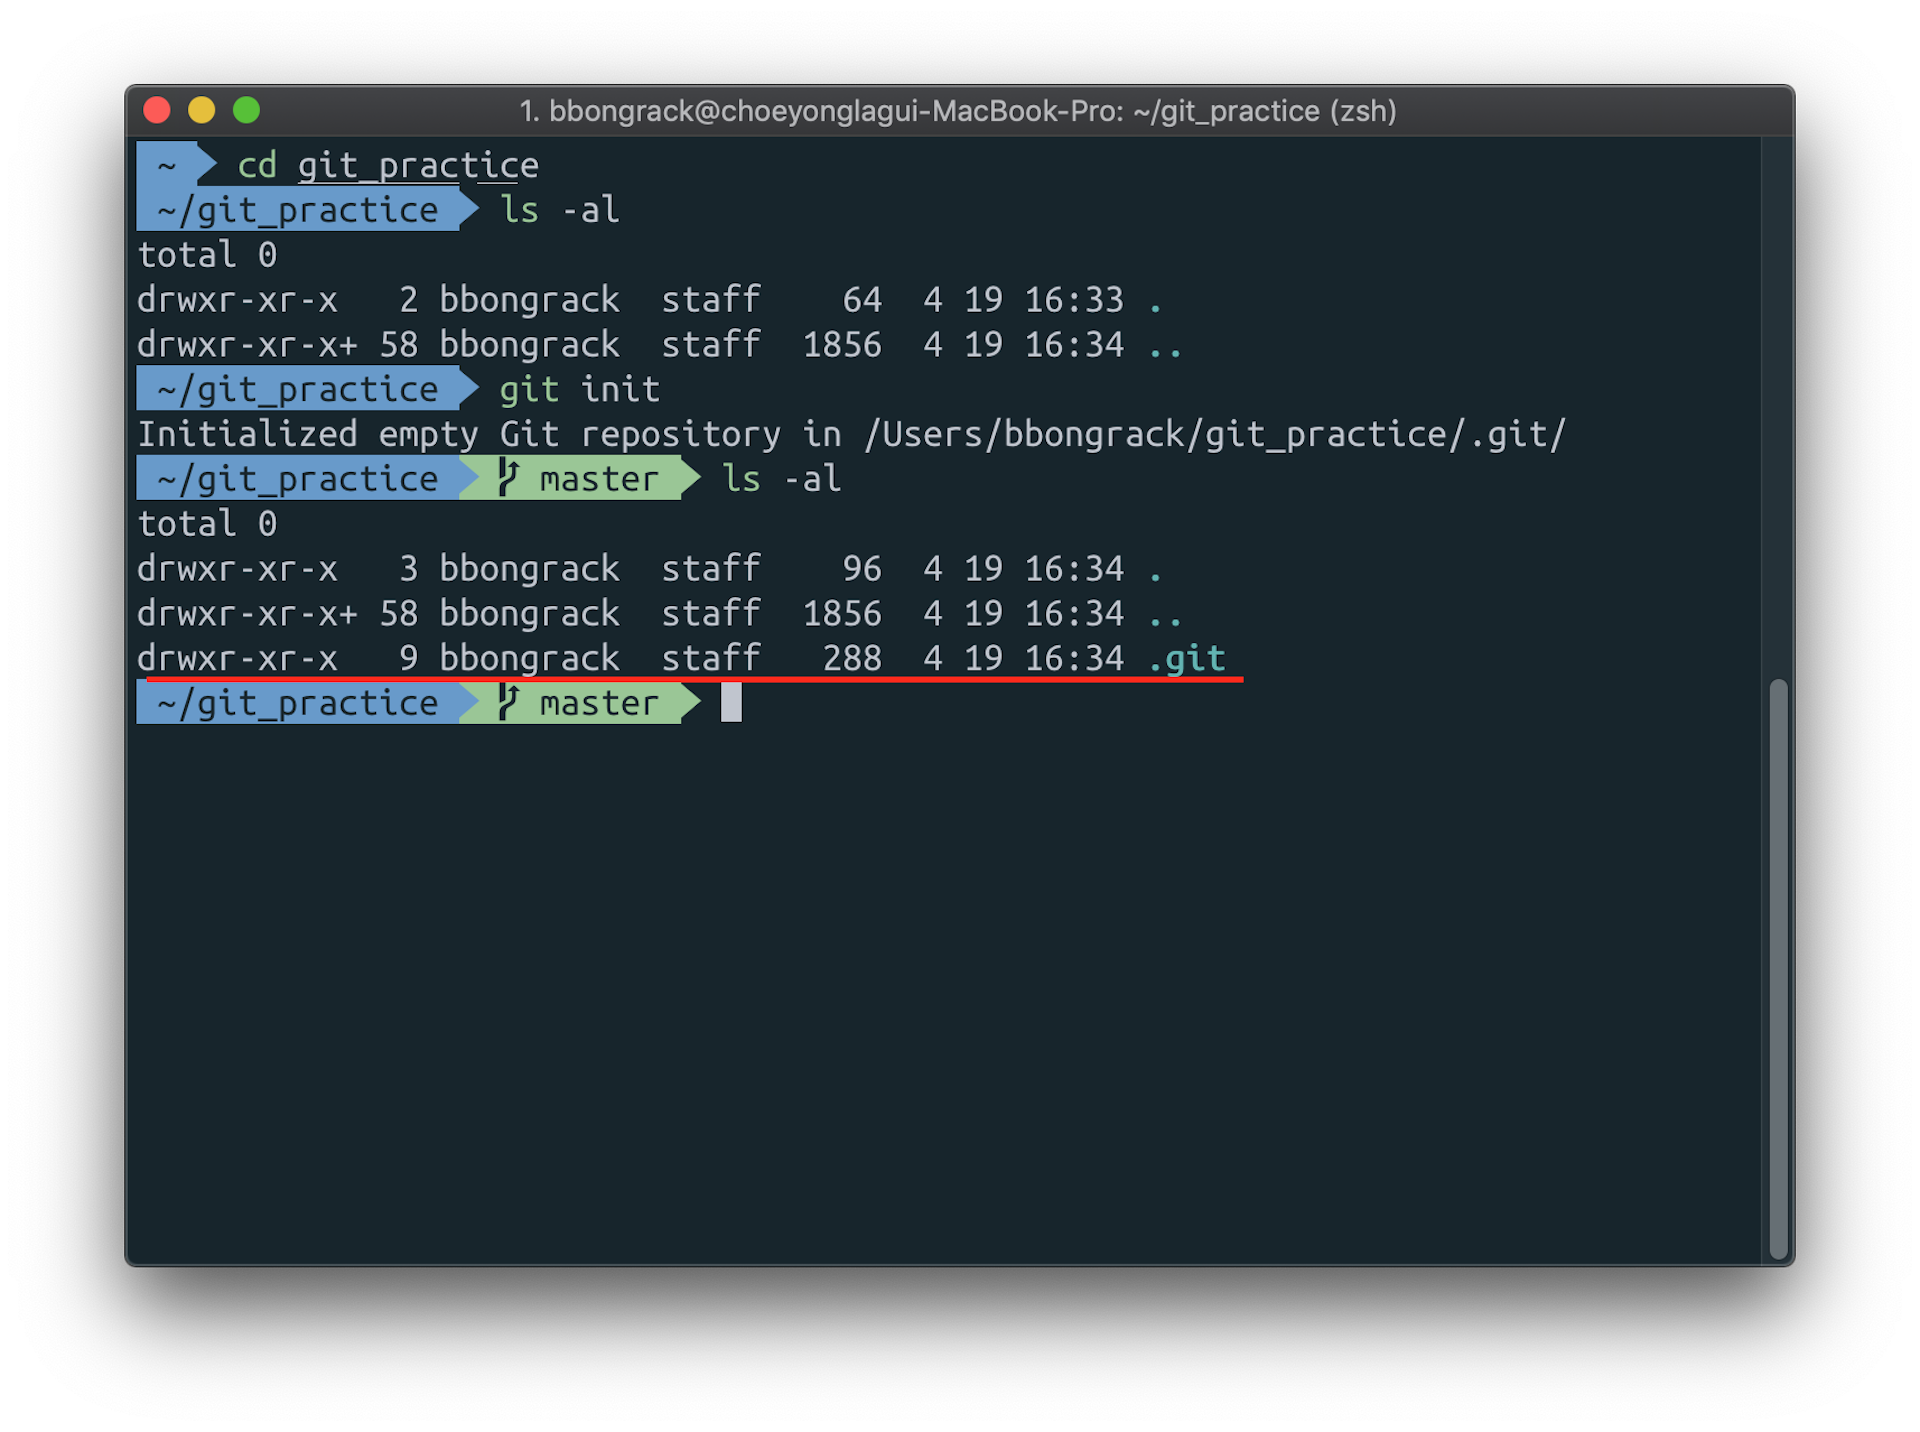 1. bbongrack@choeyonglagui-MacBook-Pro: ~/git_practice (zsh)
~ cd git_practice
~/git_practice ls -al
total 0
drwxr-xr-x   2 bbongrack  staff    64  4 19 16:33 .
drwxr-xr-x+ 58 bbongrack  staff  1856  4 19 16:34 ..
~/git_practice git init
Initialized empty Git repository in /Users/bbongrack/git_practice/.git/
~/git_practice master ls -al
total 0
drwxr-xr-x   3 bbongrack  staff    96  4 19 16:34 .
drwxr-xr-x+ 58 bbongrack  staff  1856  4 19 16:34 ..
drwxr-xr-x   9 bbongrack  staff   288  4 19 16:34 .git
~/git_practice master